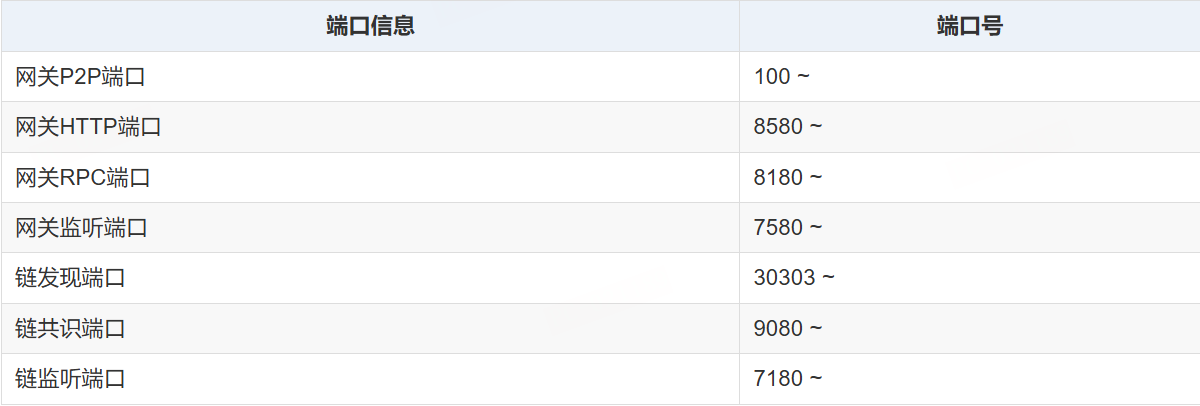 端口信息 端口号
网关P2P端口 100 ~
网关HTTP端口 8580 ~
网关RPC端口 8180 ~
网关监听端口 7580 ~
链发现端口 30303 ~
链共识端口 9080 ~
链监听端口 7180 ~